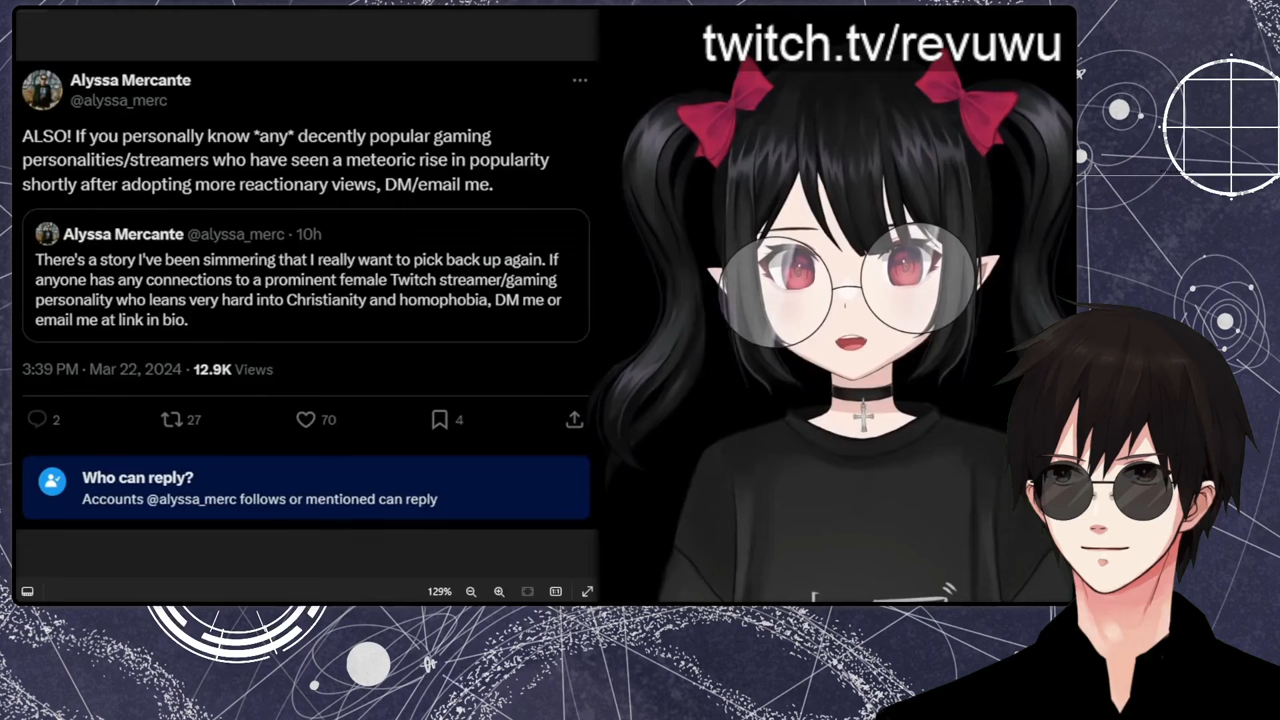 twitch.tv/revuwu
Alyssa Mercante
@alyssa_merc
ALSO! If you personally know *any* decently popular gaming
personalities/streamers who have seen a meteoric rise in popularity
shortly after adopting more reactionary views, DM/email me.
Alyssa Mercante @alyssa_merc · 10h
There's a story I've been simmering that I really want to pick back up again. If
anyone has any connections to a prominent female Twitch streamer/gaming
personality who leans very hard into Christianity and homophobia, DM me or
email me at link in bio.
3:39 PM · Mar 22, 2024 · 12.9K Views
2 27 70 4
Who can reply?
Accounts @alyssa_merc follows or mentioned can reply
129%